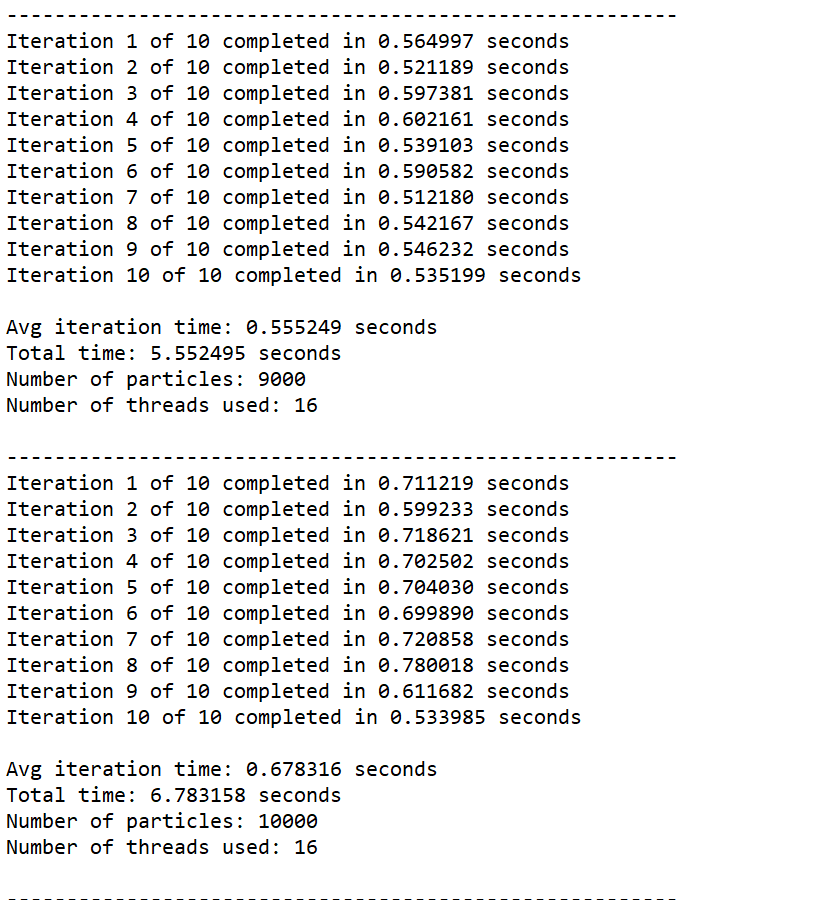 --------------------------------------------------------
Iteration 1 of 10 completed in 0.564997 seconds
Iteration 2 of 10 completed in 0.521189 seconds
Iteration 3 of 10 completed in 0.597381 seconds
Iteration 4 of 10 completed in 0.602161 seconds
Iteration 5 of 10 completed in 0.539103 seconds
Iteration 6 of 10 completed in 0.590582 seconds
Iteration 7 of 10 completed in 0.512180 seconds
Iteration 8 of 10 completed in 0.542167 seconds
Iteration 9 of 10 completed in 0.546232 seconds
Iteration 10 of 10 completed in 0.535199 seconds
Avg iteration time: 0.555249 seconds
Total time: 5.552495 seconds
Number of particles: 9000
Number of threads used: 16
--------------------------------------------------------
Iteration 1 of 10 completed in 0.711219 seconds
Iteration 2 of 10 completed in 0.599233 seconds
Iteration 3 of 10 completed in 0.718621 seconds
Iteration 4 of 10 completed in 0.702502 seconds
Iteration 5 of 10 completed in 0.704030 seconds
Iteration 6 of 10 completed in 0.699890 seconds
Iteration 7 of 10 completed in 0.720858 seconds
Iteration 8 of 10 completed in 0.780018 seconds
Iteration 9 of 10 completed in 0.611682 seconds
Iteration 10 of 10 completed in 0.533985 seconds
Avg iteration time: 0.678316 seconds
Total time: 6.783158 seconds
Number of particles: 10000
Number of threads used: 16
--------------------------------------------------------